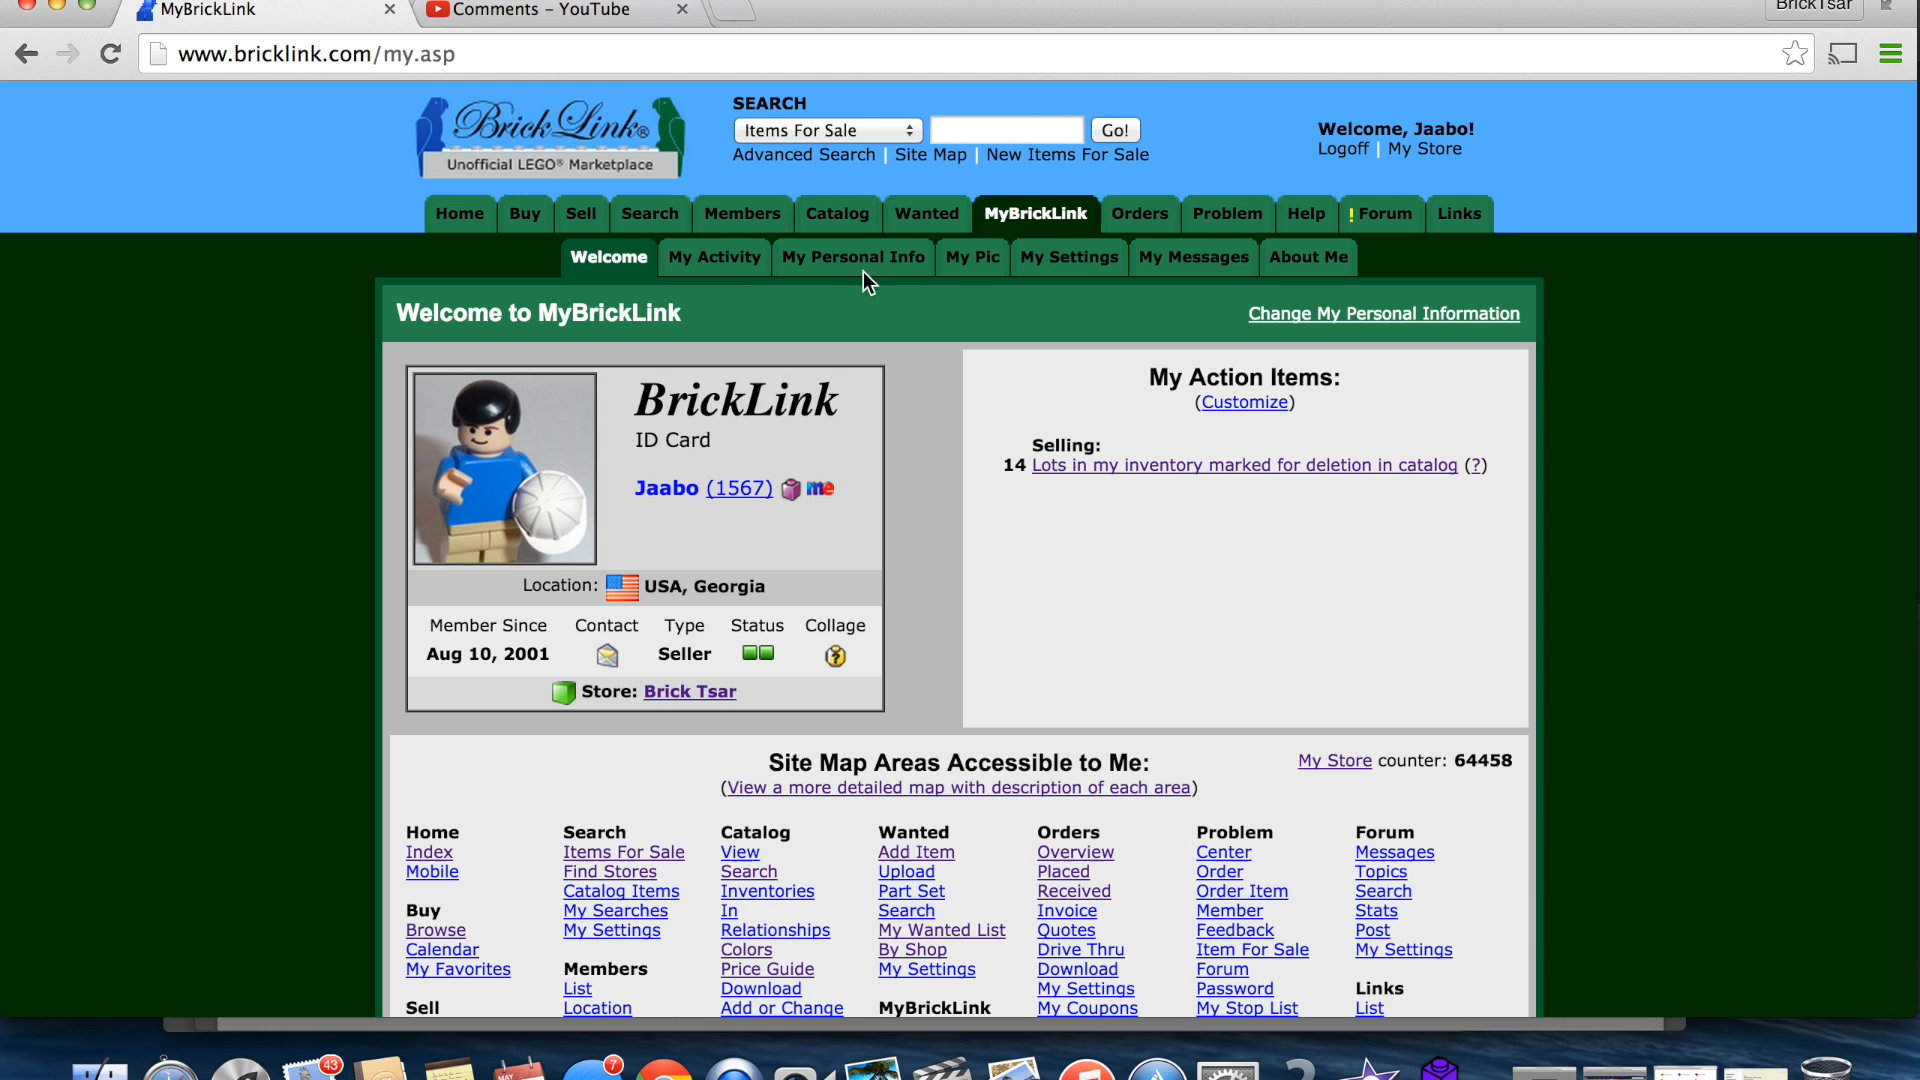 MyBrickLink
Comments - YouTube
BrickTsar
www.bricklink.com/my.asp
BrickLink®
Unofficial LEGO® Marketplace
SEARCH
Items For Sale
Go!
Advanced Search | Site Map | New Items For Sale
Welcome, Jaabo!
Logoff | My Store
Home Buy Sell Search Members Catalog Wanted MyBrickLink Orders Problem Help ! Forum Links
Welcome My Activity My Personal Info My Pic My Settings My Messages About Me
Welcome to MyBrickLink
Change My Personal Information
BrickLink
ID Card
Jaabo (1567) me
Location: USA, Georgia
Member Since Contact Type Status Collage
Aug 10, 2001 Seller
Store: Brick Tsar
My Action Items:
(Customize)
Selling:
14 Lots in my inventory marked for deletion in catalog (?)
Site Map Areas Accessible to Me:
(View a more detailed map with description of each area)
My Store counter: 64458
Home
Index
Mobile
Buy
Browse
Calendar
My Favorites
Sell
Search
Items For Sale
Find Stores
Catalog Items
My Searches
My Settings
Members
List
Location
Catalog
View
Search
Inventories
In
Relationships
Colors
Price Guide
Download
Add or Change
Wanted
Add Item
Upload
Part Set
Search
My Wanted List
By Shop
My Settings
MyBrickLink
Orders
Overview
Placed
Received
Invoice
Quotes
Drive Thru
Download
My Settings
My Coupons
Problem
Center
Order
Order Item
Member
Feedback
Item For Sale
Forum
Password
My Stop List
Forum
Messages
Topics
Search
Stats
Post
My Settings
Links
List
43
MAY
7